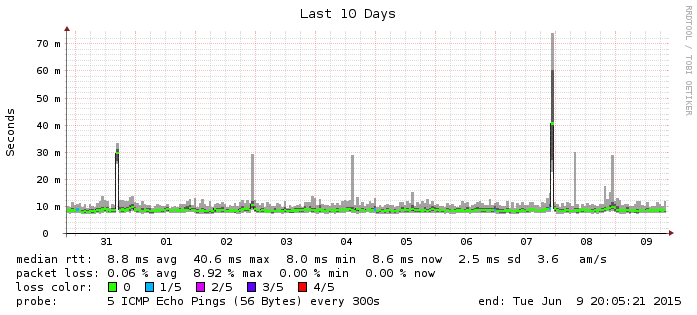 Last 10 Days
RRDTOOL / TOBI OETIKER
Seconds
70 m
60 m
50 m
40 m
30 m
20 m
10 m
0
31 01 02 03 04 05 06 07 08 09
median rtt: 8.8 ms avg 40.6 ms max 8.0 ms min 8.6 ms now 2.5 ms sd 3.6 am/s
packet loss: 0.06 % avg 8.92 % max 0.00 % min 0.00 % now
loss color: 0 1/5 2/5 3/5 4/5
probe: 5 ICMP Echo Pings (56 Bytes) every 300s end: Tue Jun 9 20:05:21 2015